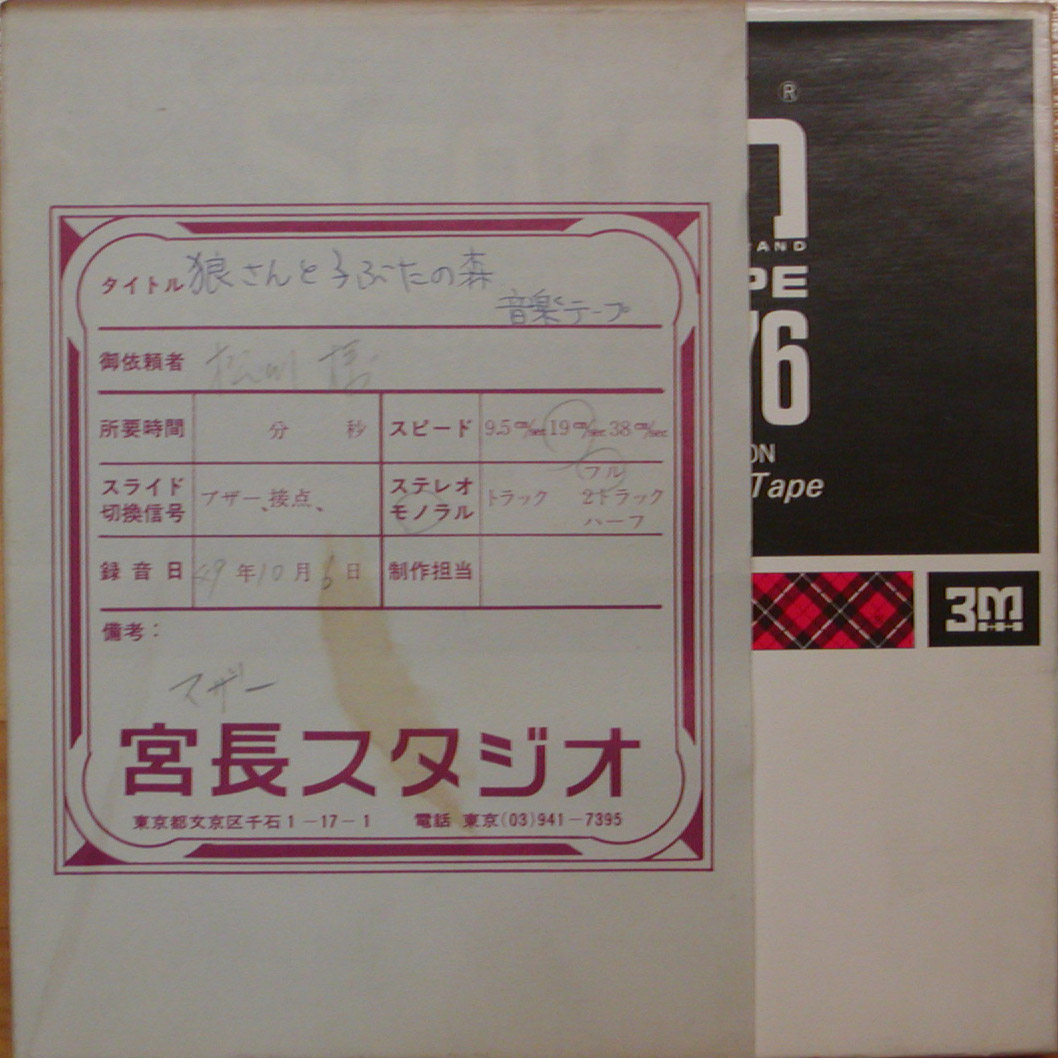 タイトル 狼さんと子ぶたの森
音楽テープ
御依頼者
所要時間 分 秒 スピード 9.5cm/sec 19cm/sec 38cm/sec
スライド切換信号 ブザー、接点、 ステレオ モノラル トラック フル 2トラック ハーフ
録音日 49年10月6日 制作担当
備考：
マザー
宮長スタジオ
東京都文京区千石1-17-1 電話 東京(03)941-7395
®
AND
PE
76
ON
Tape
3M